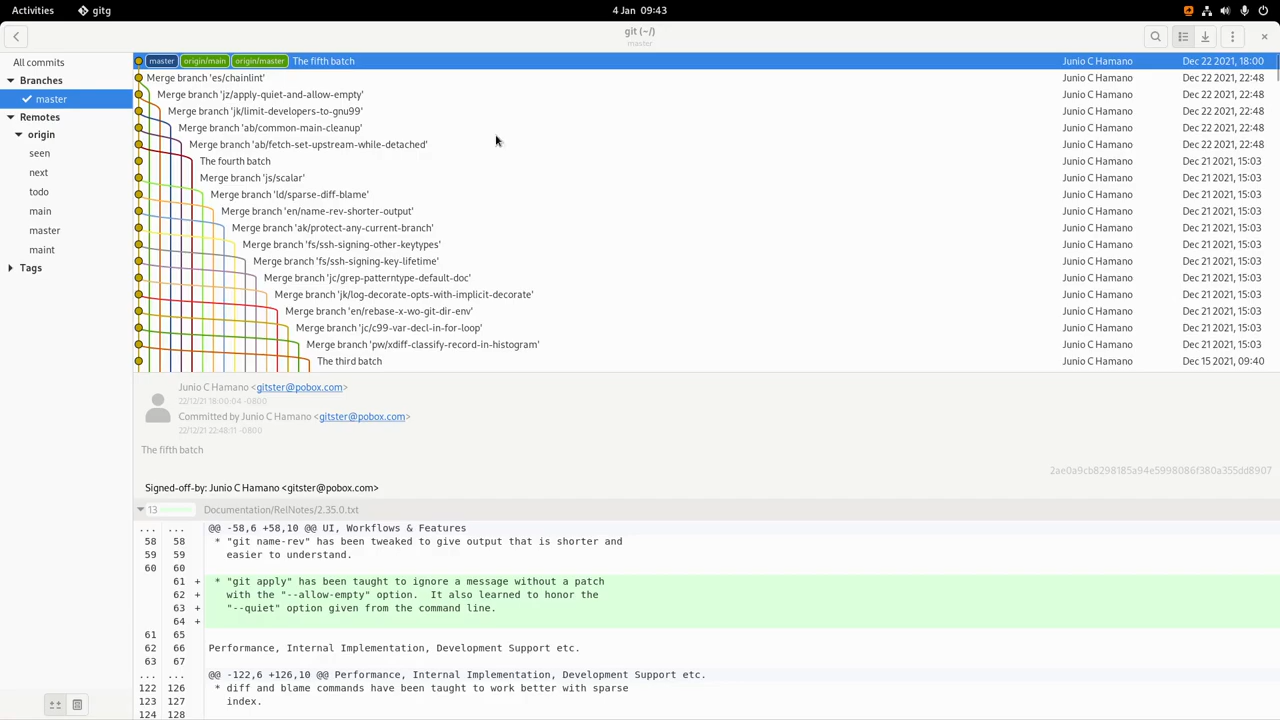 Activities gitg 4 Jan 09:43
git (~/)
master
All commits
Branches
master
Remotes
origin
seen
next
todo
main
master
maint
Tags
master origin/main origin/master The fifth batch Junio C Hamano Dec 22 2021, 18:00
Merge branch 'es/chainlint' Junio C Hamano Dec 22 2021, 22:48
Merge branch 'jz/apply-quiet-and-allow-empty' Junio C Hamano Dec 22 2021, 22:48
Merge branch 'jk/limit-developers-to-gnu99' Junio C Hamano Dec 22 2021, 22:48
Merge branch 'ab/common-main-cleanup' Junio C Hamano Dec 22 2021, 22:48
Merge branch 'ab/fetch-set-upstream-while-detached' Junio C Hamano Dec 22 2021, 22:48
The fourth batch Junio C Hamano Dec 21 2021, 15:03
Merge branch 'js/scalar' Junio C Hamano Dec 21 2021, 15:03
Merge branch 'ld/sparse-diff-blame' Junio C Hamano Dec 21 2021, 15:03
Merge branch 'en/name-rev-shorter-output' Junio C Hamano Dec 21 2021, 15:03
Merge branch 'ak/protect-any-current-branch' Junio C Hamano Dec 21 2021, 15:03
Merge branch 'fs/ssh-signing-other-keytypes' Junio C Hamano Dec 21 2021, 15:03
Merge branch 'fs/ssh-signing-key-lifetime' Junio C Hamano Dec 21 2021, 15:03
Merge branch 'jc/grep-patterntype-default-doc' Junio C Hamano Dec 21 2021, 15:03
Merge branch 'jk/log-decorate-opts-with-implicit-decorate' Junio C Hamano Dec 21 2021, 15:03
Merge branch 'en/rebase-x-wo-git-dir-env' Junio C Hamano Dec 21 2021, 15:03
Merge branch 'jc/c99-var-decl-in-for-loop' Junio C Hamano Dec 21 2021, 15:03
Merge branch 'pw/xdiff-classify-record-in-histogram' Junio C Hamano Dec 21 2021, 15:03
The third batch Junio C Hamano Dec 15 2021, 09:40
Junio C Hamano <gitster@pobox.com>
22/12/21 18:00:04 -0800
Committed by Junio C Hamano <gitster@pobox.com>
22/12/21 22:48:11 -0800
The fifth batch
2ae0a9cb8298185a94e5998086f380a355dd8907
Signed-off-by: Junio C Hamano <gitster@pobox.com>
13 Documentation/RelNotes/2.35.0.txt
... ... @@ -58,6 +58,10 @@ UI, Workflows & Features
58 58 * "git name-rev" has been tweaked to give output that is shorter and
59 59 easier to understand.
60 60
61 + * "git apply" has been taught to ignore a message without a patch
62 + with the "--allow-empty" option. It also learned to honor the
63 + "--quiet" option given from the command line.
64 +
61 65
62 66 Performance, Internal Implementation, Development Support etc.
63 67
... ... @@ -122,6 +126,10 @@ Performance, Internal Implementation, Development Support etc.
122 126 * diff and blame commands have been taught to work better with sparse
123 127 index.
124 128